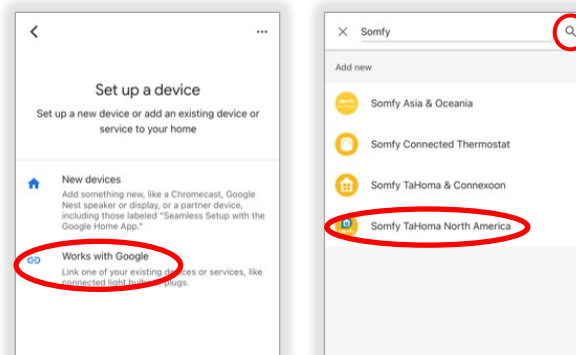 Set up a device
Set up a new device or add an existing device or
service to your home
New devices
Add something new, like a Chromecast, Google
Nest speaker or display, or a partner device,
including those labeled "Seamless Setup with the
Google Home App."
Works with Google
Link one of your existing devices or services, like
connected light bulbs or plugs.
Somfy
Add new
Somfy Asia & Oceania
Somfy Connected Thermostat
Somfy TaHoma & Connexoon
Somfy TaHoma North America